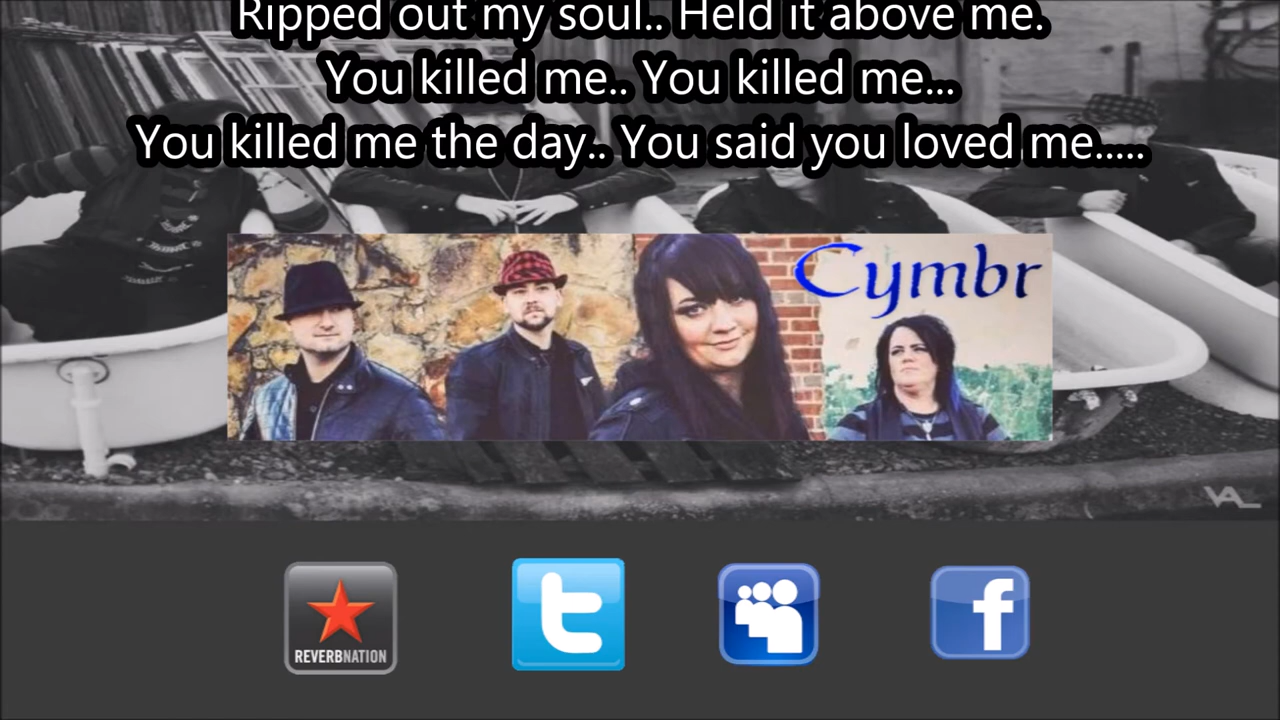 Ripped out my soul.. Held it above me.
You killed me.. You killed me...
You killed me the day.. You said you loved me.....
Cymbr
VAL
REVERBNATION